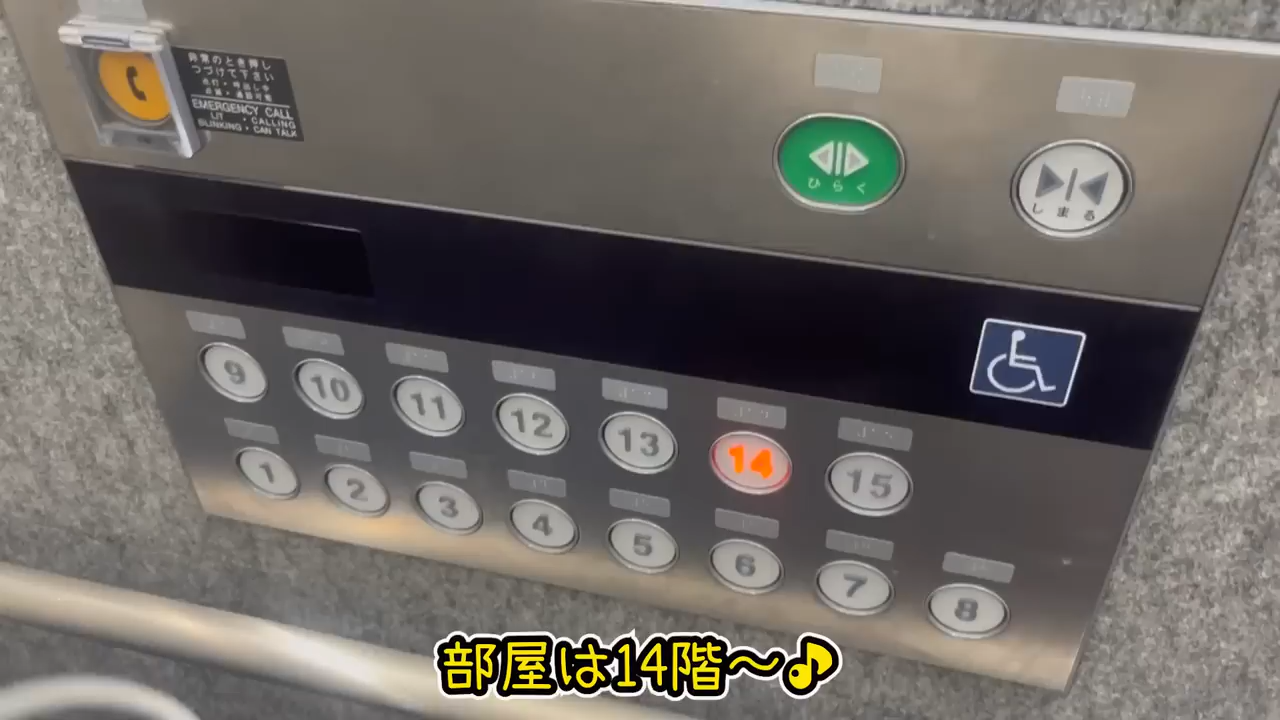 非常のとき押し
つづけて下さい
EMERGENCY CALL
LIT ・CALLING
BLINKING・CAN TALK
ひらく
しまる
9 10 11 12 13 14 15
1 2 3 4 5 6 7 8
部屋は14階〜♪